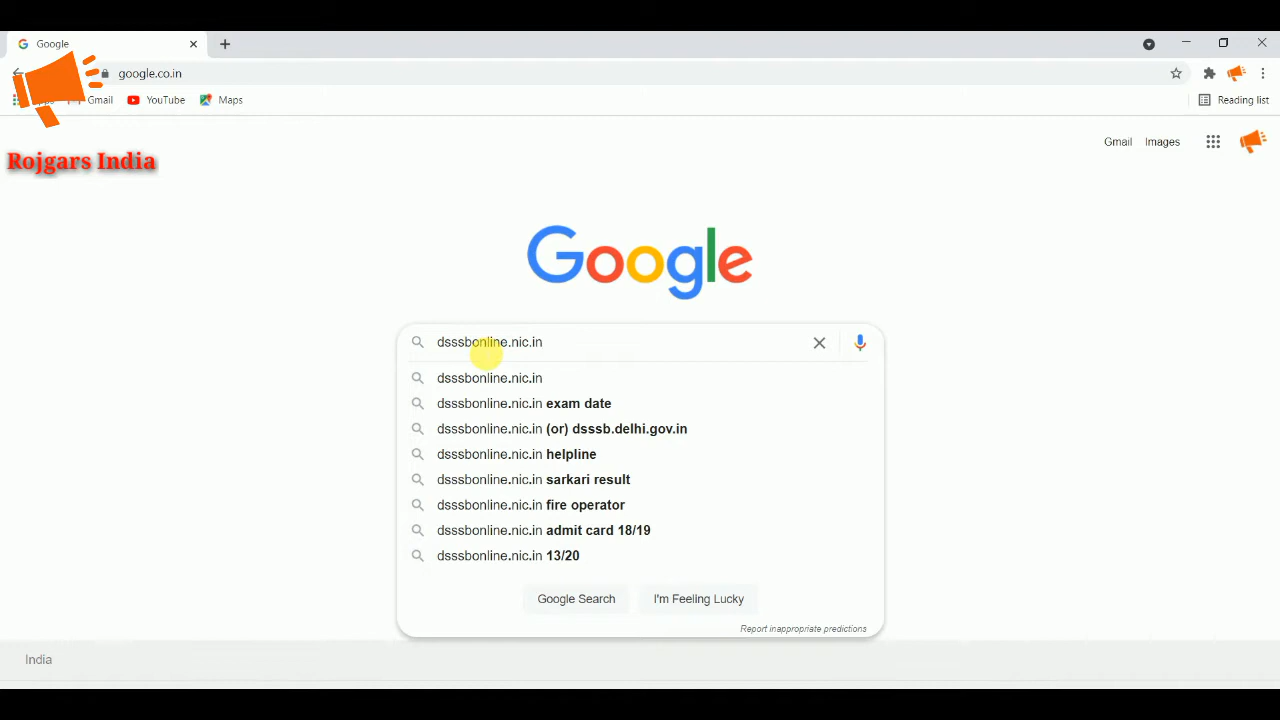 Google
google.co.in
Gmail
YouTube
Maps
Reading list
Rojgars India
Gmail
Images
Google
dsssbonline.nic.in
dsssbonline.nic.in
dsssbonline.nic.in exam date
dsssbonline.nic.in (or) dsssb.delhi.gov.in
dsssbonline.nic.in helpline
dsssbonline.nic.in sarkari result
dsssbonline.nic.in fire operator
dsssbonline.nic.in admit card 18/19
dsssbonline.nic.in 13/20
Google Search
I'm Feeling Lucky
Report inappropriate predictions
India